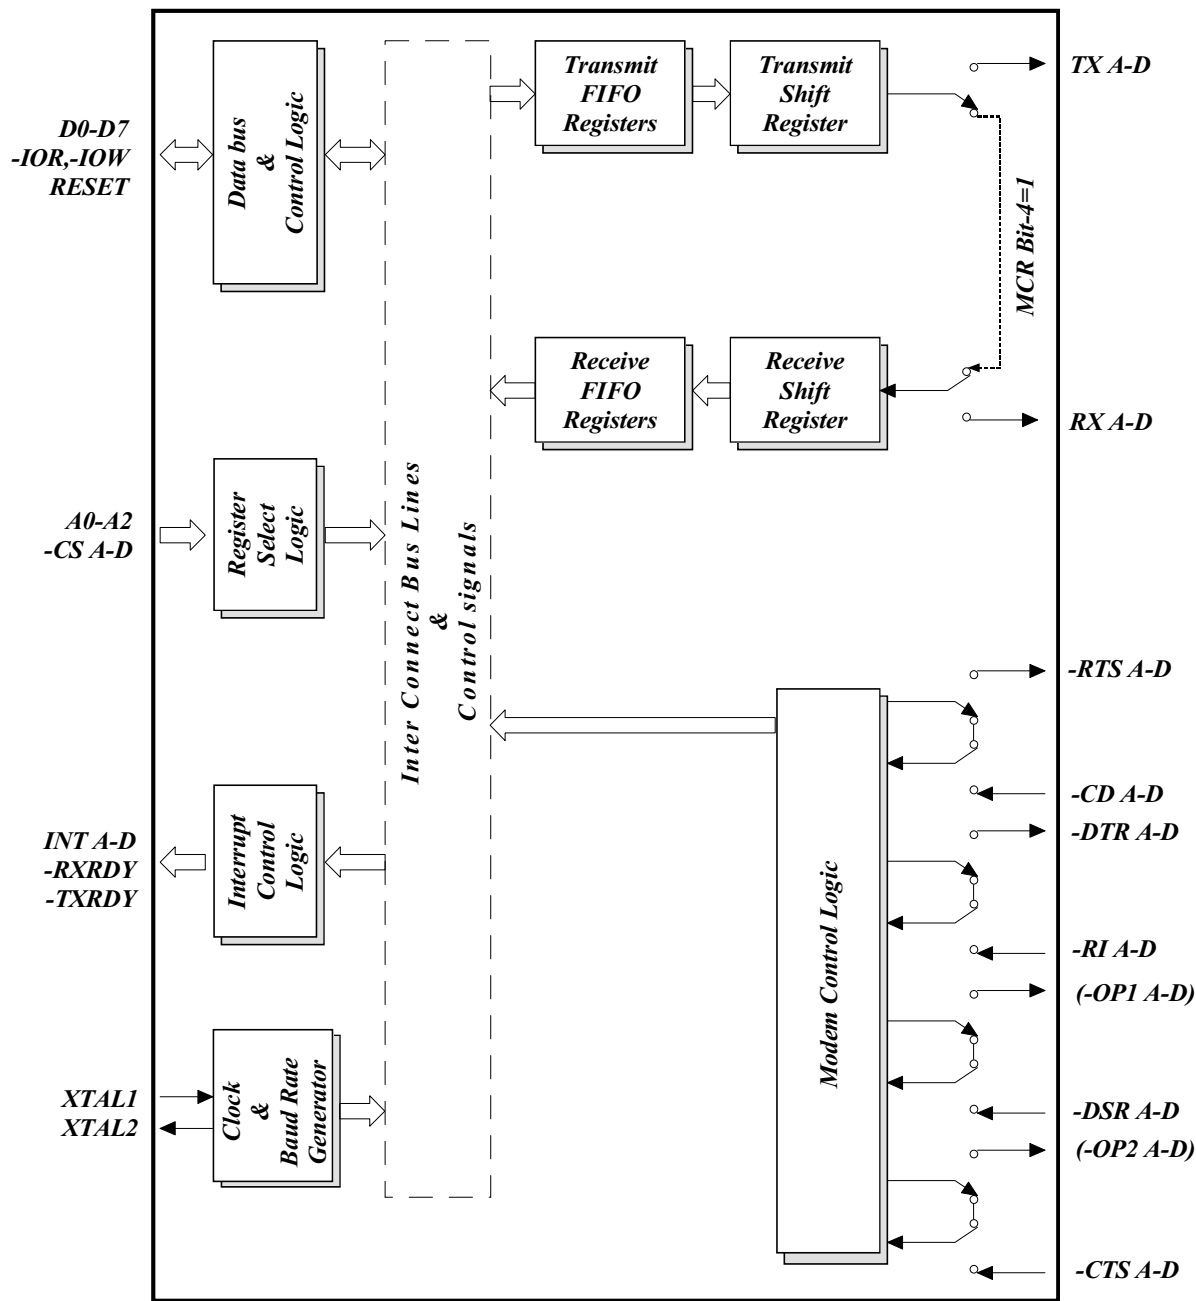 D0-D7
-IOR,-IOW
RESET
Data bus
&
Control Logic
Transmit
FIFO
Registers
Transmit
Shift
Register
TX A-D
MCR Bit-4=1
Receive
FIFO
Registers
Receive
Shift
Register
RX A-D
A0-A2
-CS A-D
Register
Select
Logic
Inter Connect Bus Lines
&
Control signals
INT A-D
-RXRDY
-TXRDY
Interrupt
Control
Logic
XTAL1
XTAL2
Clock
&
Baud Rate
Generator
Modem Control Logic
-RTS A-D
-CD A-D
-DTR A-D
-RI A-D
(-OP1 A-D)
-DSR A-D
(-OP2 A-D)
-CTS A-D